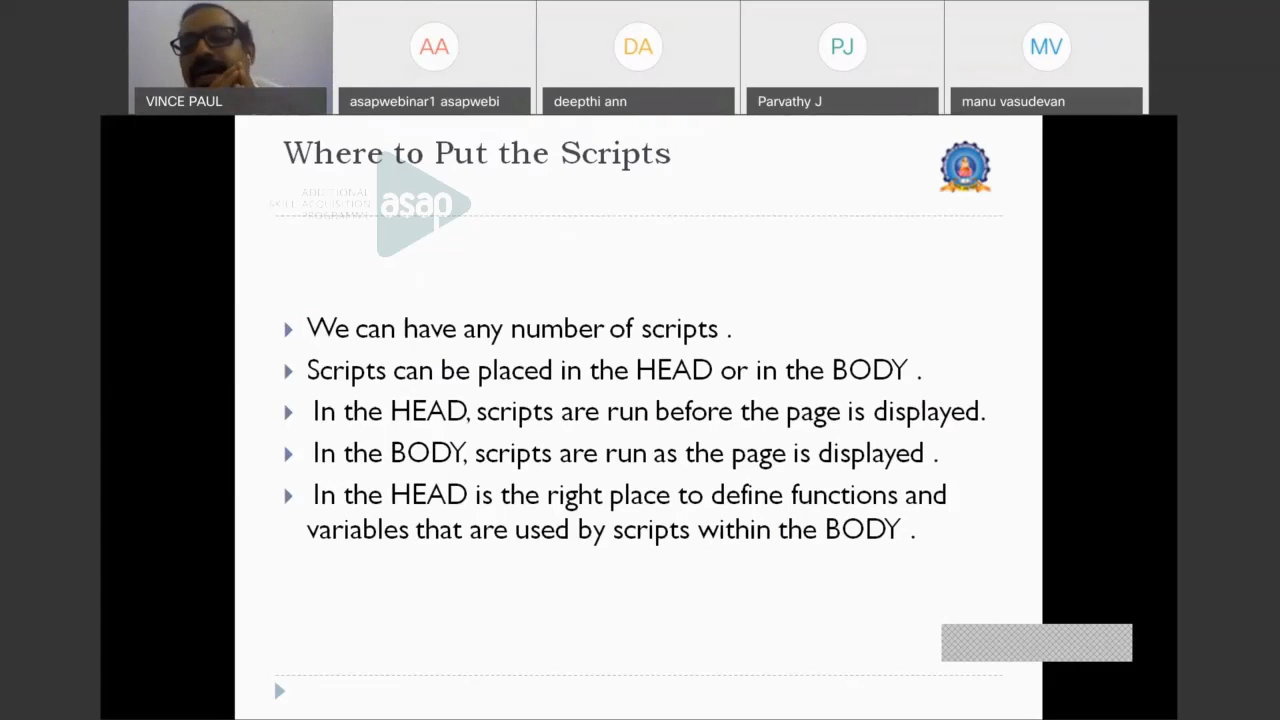 AA
DA
PJ
MV
VINCE PAUL
asapwebinar1 asapwebi
deepthi ann
Parvathy J
manu vasudevan
Where to Put the Scripts
ADDITIONAL
SKILL ACQUISITION
PROGRAMME
asap
We can have any number of scripts .
Scripts can be placed in the HEAD or in the BODY .
In the HEAD, scripts are run before the page is displayed.
In the BODY, scripts are run as the page is displayed .
In the HEAD is the right place to define functions and
variables that are used by scripts within the BODY .